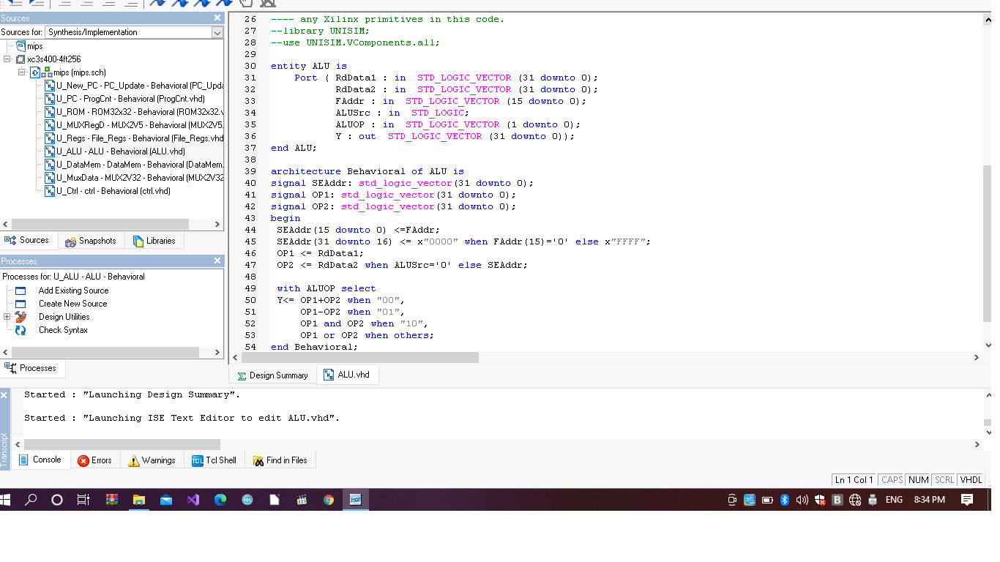 Sources
Sources for: Synthesis/Implementation
mips
xc3s400-4ft256
mips (mips.sch)
U_New_PC - PC_Update - Behavioral (PC_Upda
U_PC - ProgCnt - Behavioral (ProgCnt.vhd)
U_ROM - ROM32x32 - Behavioral (ROM32x32.v
U_MUXRegD - MUX2V5 - Behavioral (MUX2V5.
U_Regs - File_Regs - Behavioral (File_Regs.vhd
U_ALU - ALU - Behavioral (ALU.vhd)
U_DataMem - DataMem - Behavioral (DataMem.
U_MuxData - MUX2V32 - Behavioral (MUX2V32
U_Ctrl - ctrl - Behavioral (ctrl.vhd)
Sources Snapshots Libraries
Processes
Processes for: U_ALU - ALU - Behavioral
Add Existing Source
Create New Source
Design Utilities
Check Syntax
Processes
26 ---- any Xilinx primitives in this code.
27 --library UNISIM;
28 --use UNISIM.VComponents.all;
29
30 entity ALU is
31 Port ( RdData1 : in STD_LOGIC_VECTOR (31 downto 0);
32 RdData2 : in STD_LOGIC_VECTOR (31 downto 0);
33 FAddr : in STD_LOGIC_VECTOR (15 downto 0);
34 ALUSrc : in STD_LOGIC;
35 ALUOP : in STD_LOGIC_VECTOR (1 downto 0);
36 Y : out STD_LOGIC_VECTOR (31 downto 0));
37 end ALU;
38
39 architecture Behavioral of ALU is
40 signal SEAddr: std_logic_vector(31 downto 0);
41 signal OP1: std_logic_vector(31 downto 0);
42 signal OP2: std_logic_vector(31 downto 0);
43 begin
44 SEAddr(15 downto 0) <=FAddr;
45 SEAddr(31 downto 16) <= x"0000" when FAddr(15)='0' else x"FFFF";
46 OP1 <= RdData1;
47 OP2 <= RdData2 when ALUSrc='0' else SEAddr;
48
49 with ALUOP select
50 Y<= OP1+OP2 when "00",
51 OP1-OP2 when "01",
52 OP1 and OP2 when "10",
53 OP1 or OP2 when others;
54 end Behavioral;
Design Summary ALU.vhd
Started : "Launching Design Summary".
Started : "Launching ISE Text Editor to edit ALU.vhd".
Transcript
Console Errors Warnings TCL Tcl Shell Find in Files
Ln 1 Col 1 CAPS NUM SCRL VHDL
321 ISE B ENG 8:34 PM